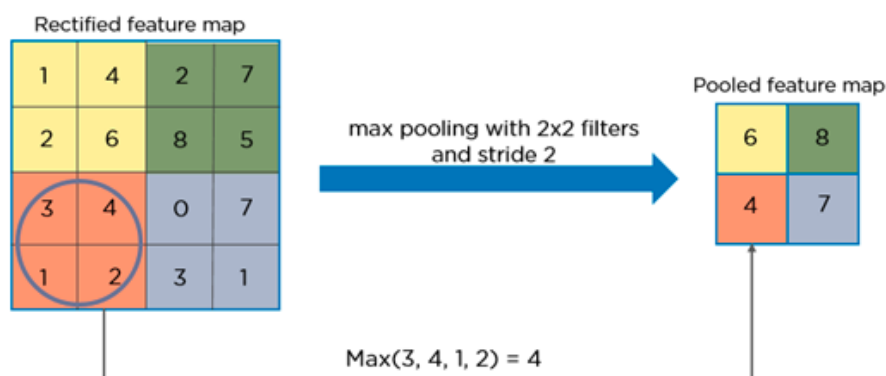 Rectified feature map
1 4 2 7
2 6 8 5
3 4 0 7
1 2 3 1
max pooling with 2x2 filters
and stride 2
Pooled feature map
6 8
4 7
Max(3, 4, 1, 2) = 4